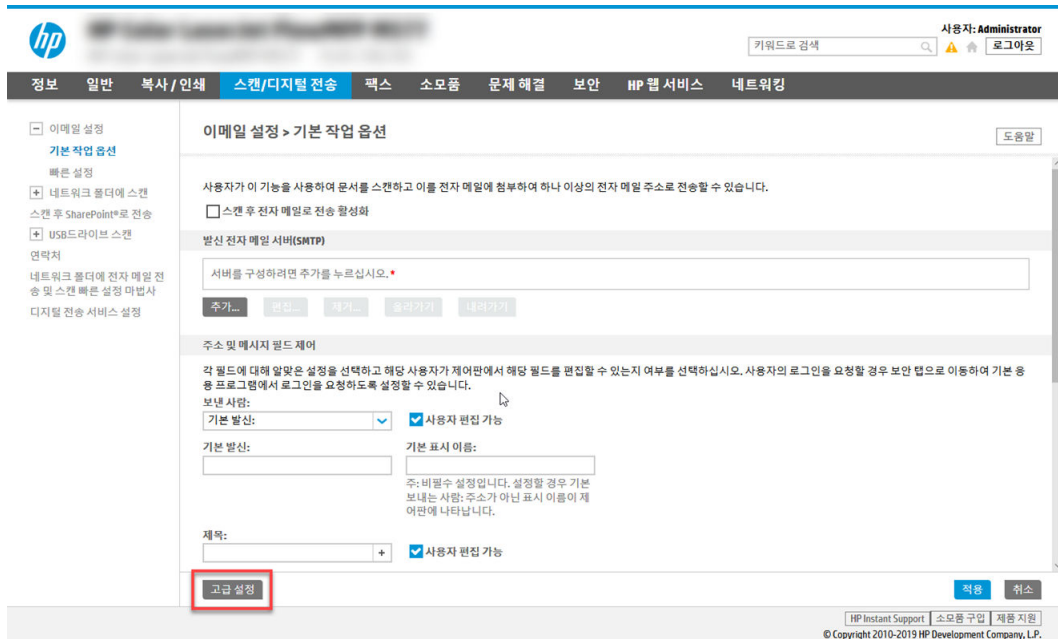 hp
사용자: Administrator
키워드로 검색
로그아웃
정보 일반 복사 / 인쇄 스캔/디지털 전송 팩스 소모품 문제 해결 보안 HP 웹 서비스 네트워킹
이메일 설정
기본 작업 옵션
빠른 설정
네트워크 폴더에 스캔
스캔 후 SharePoint®로 전송
USB드라이브 스캔
연락처
네트워크 폴더에 전자 메일 전
송 및 스캔 빠른 설정 마법사
디지털 전송 서비스 설정
이메일 설정 > 기본 작업 옵션
도움말
사용자가 이 기능을 사용하여 문서를 스캔하고 이를 전자 메일에 첨부하여 하나 이상의 전자 메일 주소로 전송할 수 있습니다.
스캔 후 전자 메일로 전송 활성화
발신 전자 메일 서버(SMTP)
서버를 구성하려면 추가를 누르십시오.*
추가... 편집... 제거... 올라가기 내려가기
주소 및 메시지 필드 제어
각 필드에 대해 알맞은 설정을 선택하고 해당 사용자가 제어판에서 해당 필드를 편집할 수 있는지 여부를 선택하십시오. 사용자의 로그인을 요청할 경우 보안 탭으로 이동하여 기본 응
용 프로그램에서 로그인을 요청하도록 설정할 수 있습니다.
보낸 사람:
기본 발신: 사용자 편집 가능
기본 발신: 기본 표시 이름:
주: 비필수 설정입니다. 설정할 경우 기본
보내는 사람: 주소가 아닌 표시 이름이 제
어판에 나타납니다.
제목:
사용자 편집 가능
고급 설정 적용 취소
HP Instant Support 소모품 구입 제품 지원
© Copyright 2010-2019 HP Development Company, L.P.